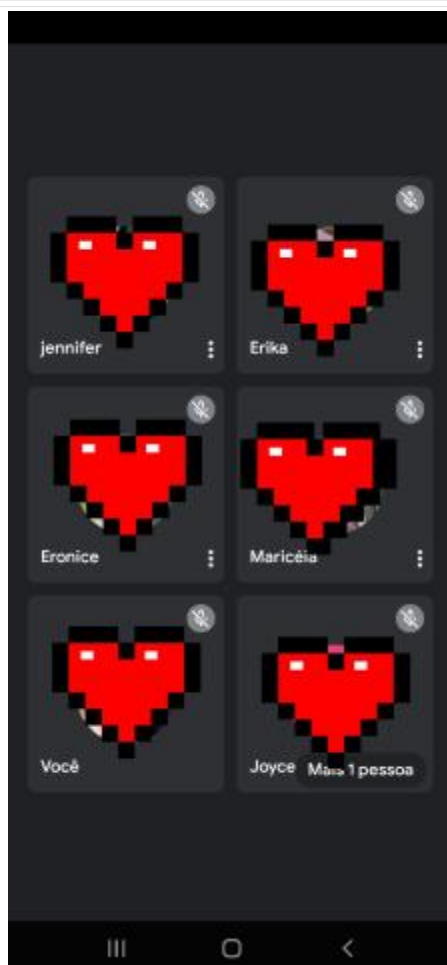 jennifer
Erika
Eronice
Maricéia
Você
Joyce
Mais 1 pessoa